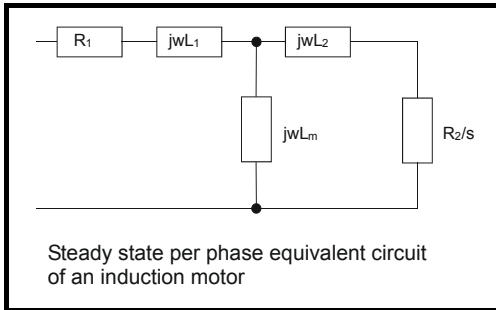 R₁ jwL₁ jwL₂
jwLₘ R₂/s
Steady state per phase equivalent circuit
of an induction motor